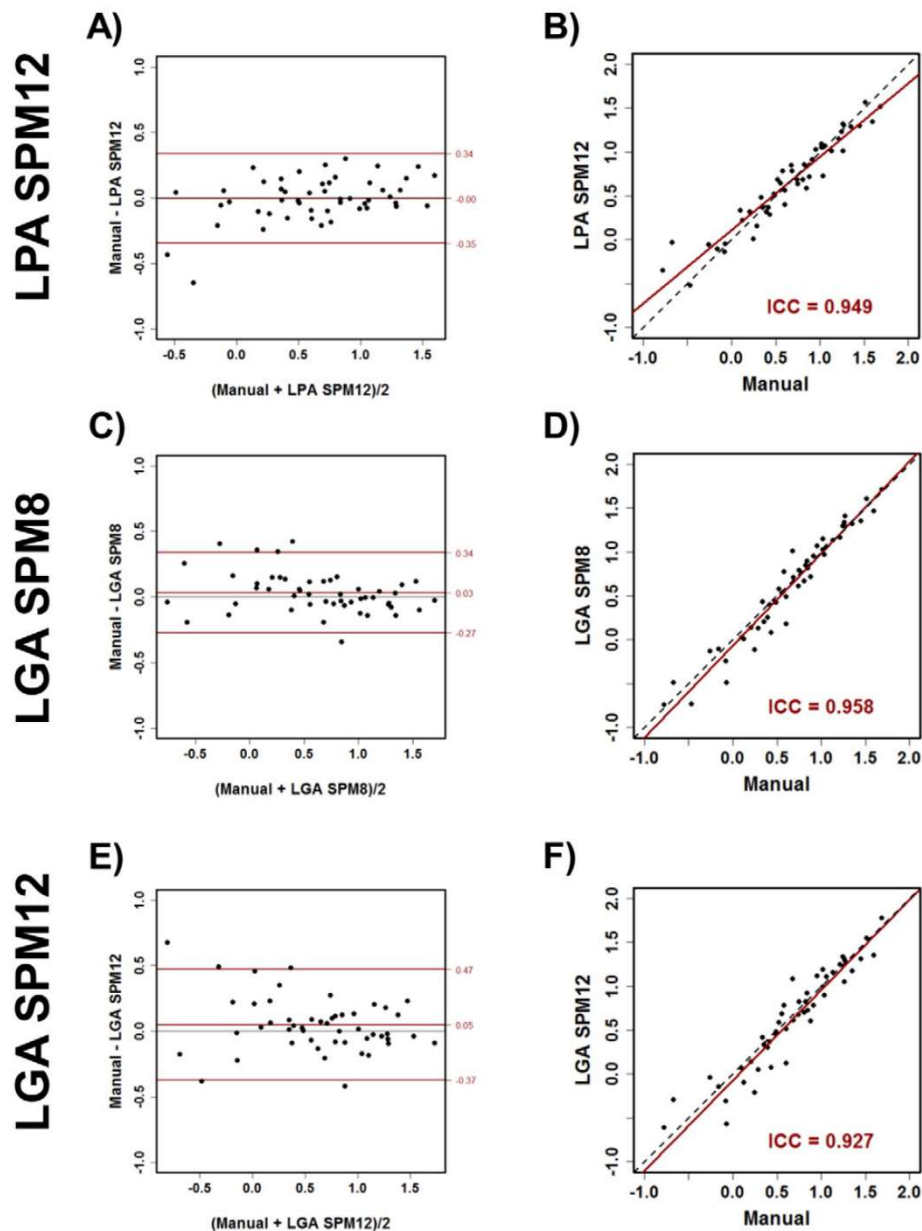 LPA SPM12
A)
1.0
0.5
0.0
-0.5
-1.0
Manual - LPA SPM12
0.34
-0.00
-0.35
-0.5 0.0 0.5 1.0 1.5
(Manual + LPA SPM12)/2
B)
2.0
1.5
1.0
0.5
0.0
-1.0
LPA SPM12
ICC = 0.949
-1.0 0.0 0.5 1.0 1.5 2.0
Manual
LGA SPM8
C)
1.0
0.5
0.0
-0.5
-1.0
Manual - LGA SPM8
0.34
0.03
-0.27
-0.5 0.0 0.5 1.0 1.5
(Manual + LGA SPM8)/2
D)
2.0
1.5
1.0
0.5
0.0
-1.0
LGA SPM8
ICC = 0.958
-1.0 0.0 0.5 1.0 1.5 2.0
Manual
LGA SPM12
E)
1.0
0.5
0.0
-0.5
-1.0
Manual - LGA SPM12
0.47
0.05
-0.37
-0.5 0.0 0.5 1.0 1.5
(Manual + LGA SPM12)/2
F)
2.0
1.5
1.0
0.5
0.0
-1.0
LGA SPM12
ICC = 0.927
-1.0 0.0 0.5 1.0 1.5 2.0
Manual